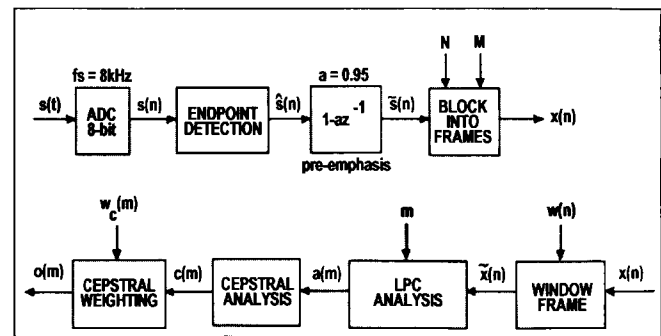 fs = 8kHz
a = 0.95
N M
s(t) ADC 8-bit s(n) ENDPOINT DETECTION ŝ(n) 1-az^-1 s̃(n) BLOCK INTO FRAMES x(n)
pre-emphasis
w_c(m) m w(n)
o(m) CEPSTRAL WEIGHTING c(m) CEPSTRAL ANALYSIS a(m) LPC ANALYSIS x̃(n) WINDOW FRAME x(n)